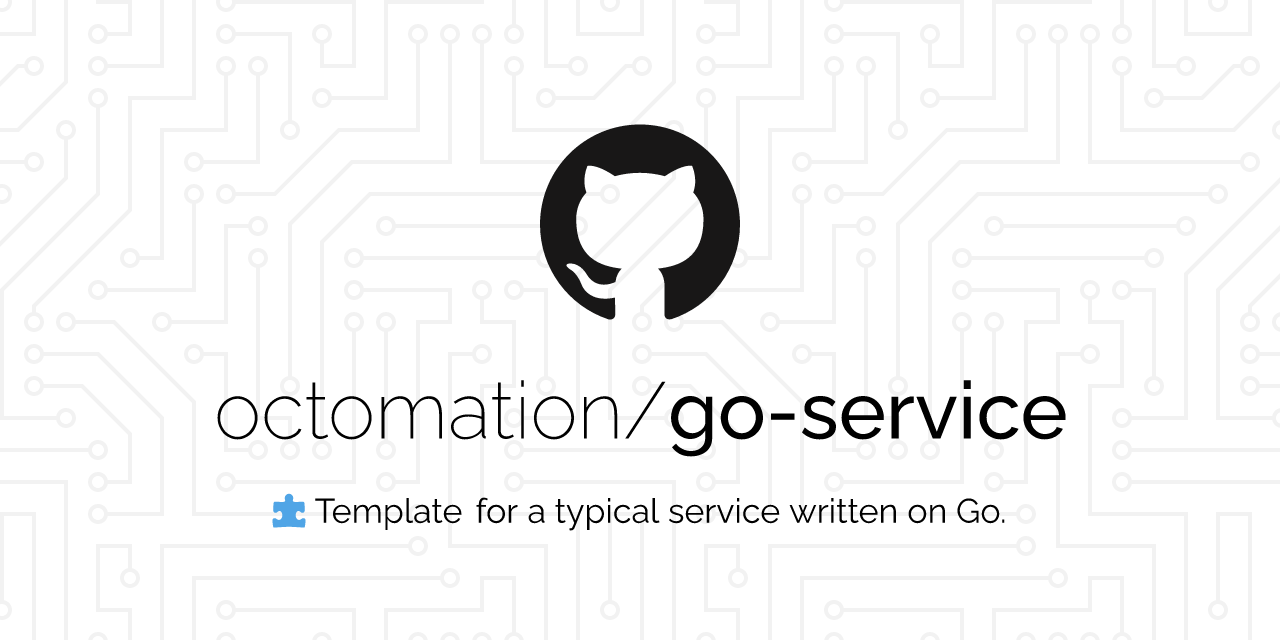 octomation/go-service
Template for a typical service written on Go.